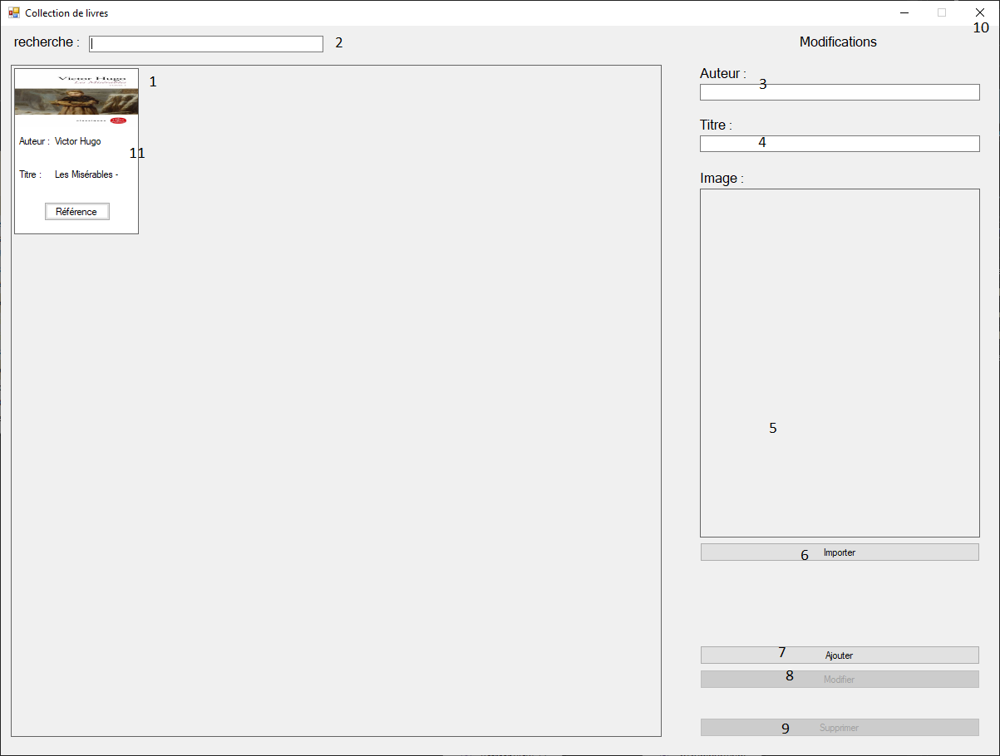 Collection de livres
10
recherche :
2
Modifications
Victor Hugo
Les Misérables
1
Auteur : Victor Hugo
11
Titre : Les Misérables -
Référence
Auteur :
3
Titre :
4
Image :
5
6 Importer
7 Ajouter
8 Modifier
9 Supprimer